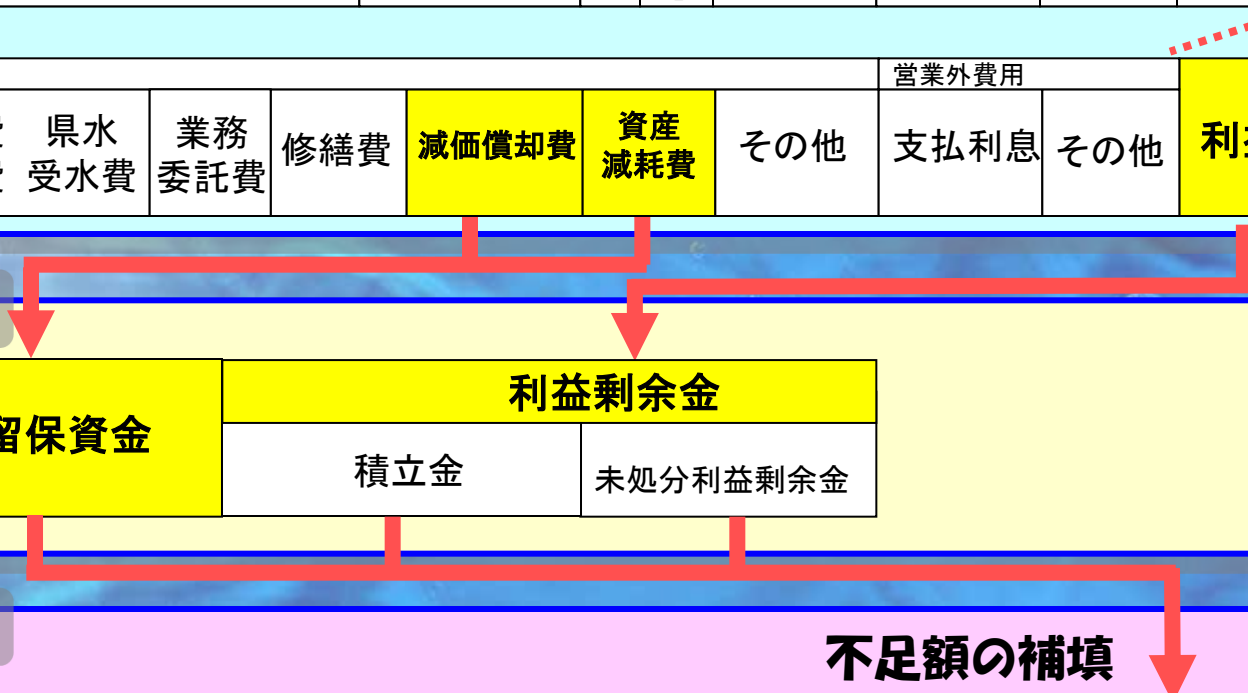 営業外費用
県水
受水費
業務
委託費
修繕費
減価償却費
資産
減耗費
その他
支払利息
その他
利
留保資金
利益剰余金
積立金
未処分利益剰余金
不足額の補填